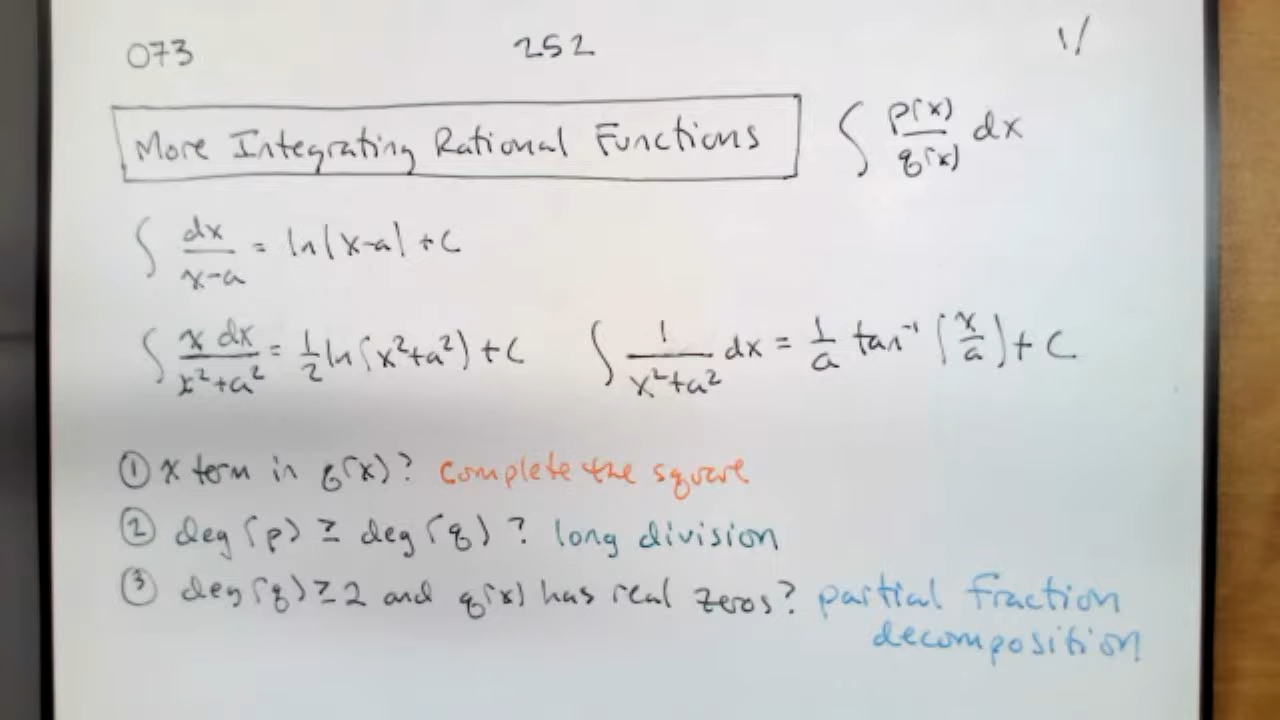 073 252 1/
More Integrating Rational Functions ∫ p(x)/q(x) dx
∫ dx/(x-a) = ln|x-a| + C
∫ x dx/(x²+a²) = 1/2 ln(x²+a²) + C ∫ 1/(x²+a²) dx = 1/a tan⁻¹(x/a) + C
① x term in q(x)? complete the square
② deg(p) ≥ deg(q)? long division
③ deg(q) ≥ 2 and q(x) has real zeros? partial fraction
decomposition